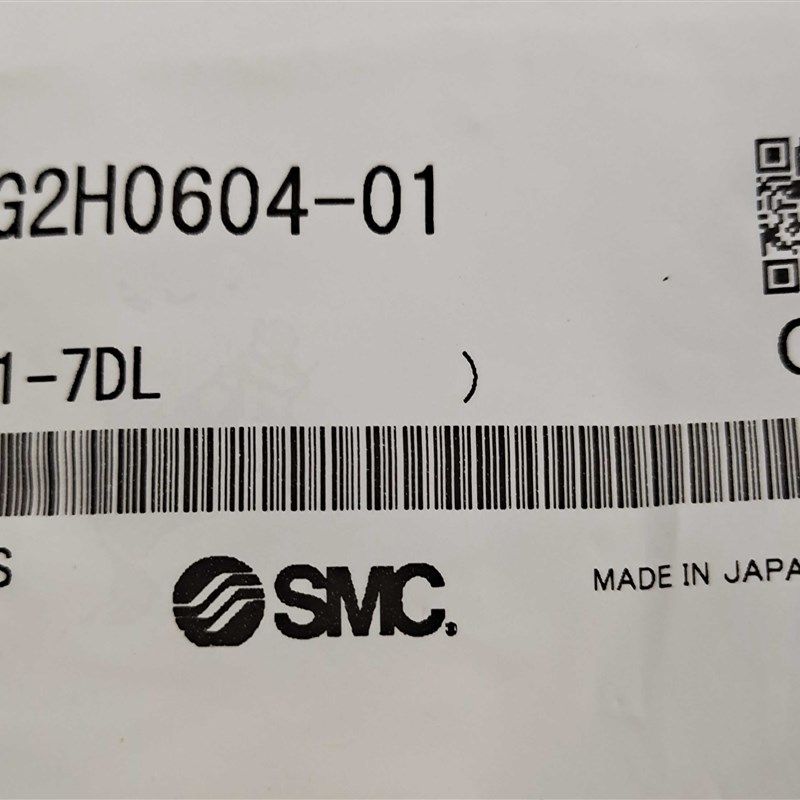 G2H0604-01
1-7DL )
S
SMC.
MADE IN JAPA